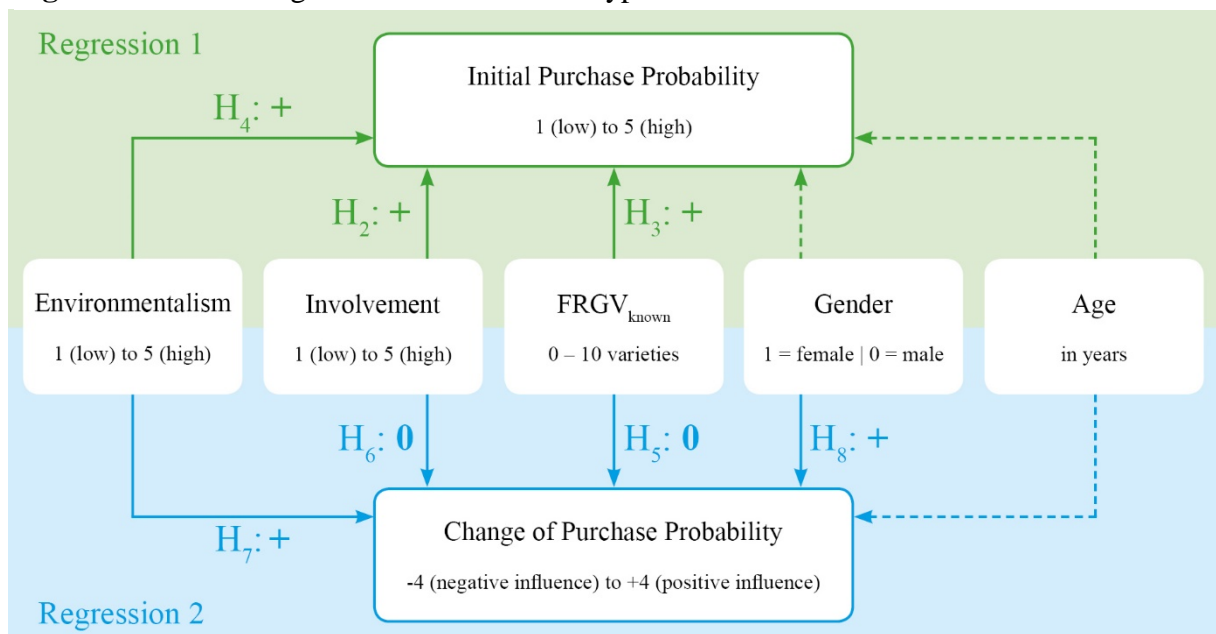 Regression 1
Initial Purchase Probability
1 (low) to 5 (high)
H4: +
H2: +
H3: +
Environmentalism
1 (low) to 5 (high)
Involvement
1 (low) to 5 (high)
FRGVknown
0 – 10 varieties
Gender
1 = female | 0 = male
Age
in years
H6: 0
H5: 0
H8: +
H7: +
Change of Purchase Probability
-4 (negative influence) to +4 (positive influence)
Regression 2